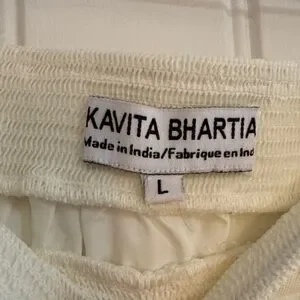 KAVITA BHARTIA
Made in India/Fabrique en Ind
L